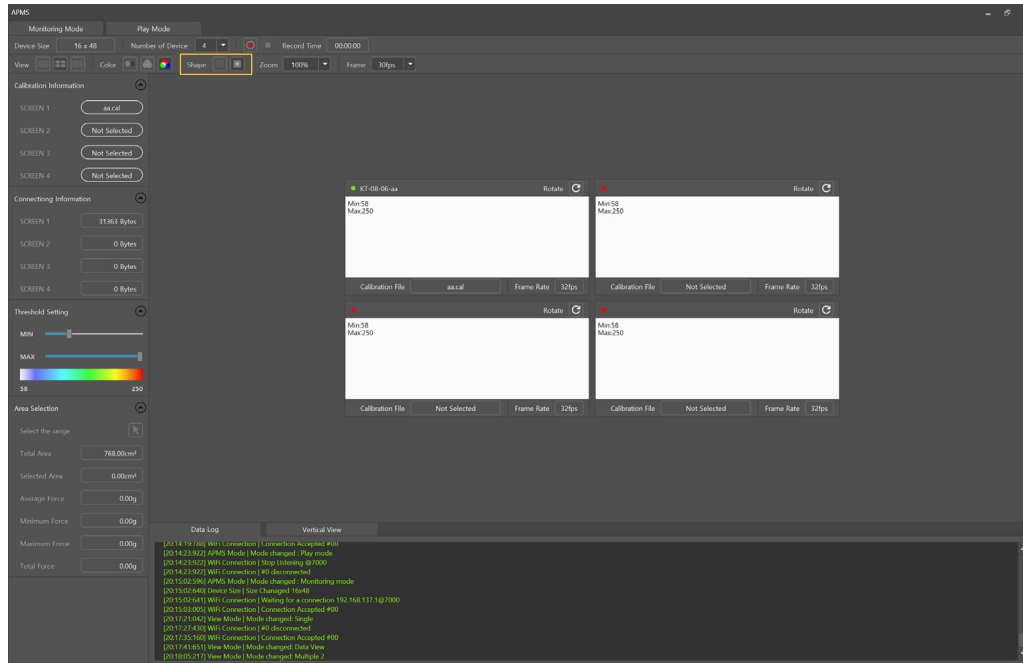 APMS
Monitoring Mode Play Mode
Device Size 16 x 48 Number of Device 4 Record Time 00:00:00
View Color Shape Zoom 100% Frame 30fps
Calibration Information
SCREEN 1 aa.cal
SCREEN 2 Not Selected
SCREEN 3 Not Selected
SCREEN 4 Not Selected
Connectiong Information
SCREEN 1 31363 Bytes
SCREEN 2 0 Bytes
SCREEN 3 0 Bytes
SCREEN 4 0 Bytes
Threshold Setting
MIN
MAX
58 250
Area Selection
Select the range
Total Area 768.00cm²
Selected Area 0.00cm²
Average Force 0.00g
Minimum Force 0.00g
Maximum Force 0.00g
Total Force 0.00g
KT-08-06-aa Rotate
Min:58
Max:250
Calibration File aa.cal Frame Rate 32fps
Rotate
Min:58
Max:250
Calibration File Not Selected Frame Rate 32fps
Rotate
Min:58
Max:250
Calibration File Not Selected Frame Rate 32fps
Rotate
Min:58
Max:250
Calibration File Not Selected Frame Rate 32fps
Data Log Vertical View
[20:14:19:788] WiFi Connection | Connection Accepted #00
[20:14:23:922] APMS Mode | Mode changed : Play mode
[20:14:23:922] WiFi Connection | Stop Listening @7000
[20:14:23:922] WiFi Connection | #0 disconnected
[20:15:02:596] APMS Mode | Mode changed : Monitoring mode
[20:15:02:640] Device Size | Size Chanaged 16x48
[20:15:02:641] WiFi Connection | Waiting for a connection 192.168.137.1@7000
[20:15:03:005] WiFi Connection | Connection Accepted #00
[20:17:21:042] View Mode | Mode changed: Single
[20:17:27:430] WiFi Connection | #0 disconnected
[20:17:35:160] WiFi Connection | Connection Accepted #00
[20:17:41:651] View Mode | Mode changed: Data View
[20:18:05:217] View Mode | Mode changed: Multiple 2